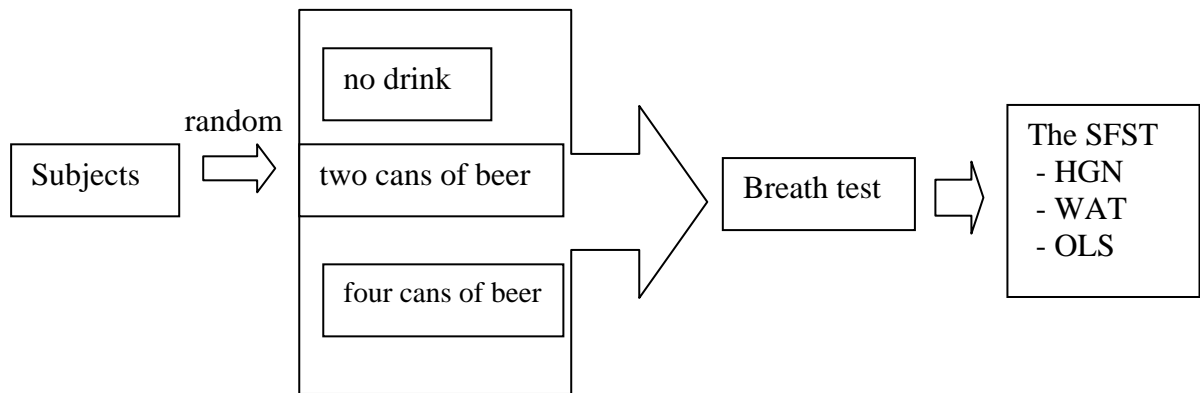 Subjects
random
no drink
two cans of beer
four cans of beer
Breath test
The SFST
- HGN
- WAT
- OLS